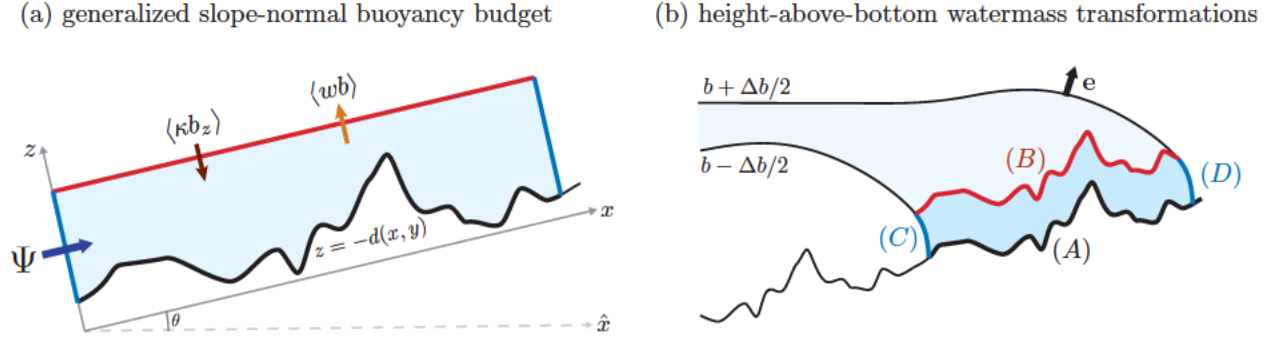 (a) generalized slope-normal buoyancy budget
⟨κb_z⟩
⟨wb⟩
z
Ψ
x
z = −d(x, y)
θ
x̂
(b) height-above-bottom watermass transformations
b + Δb/2
e
b − Δb/2
(B)
(D)
(C)
(A)